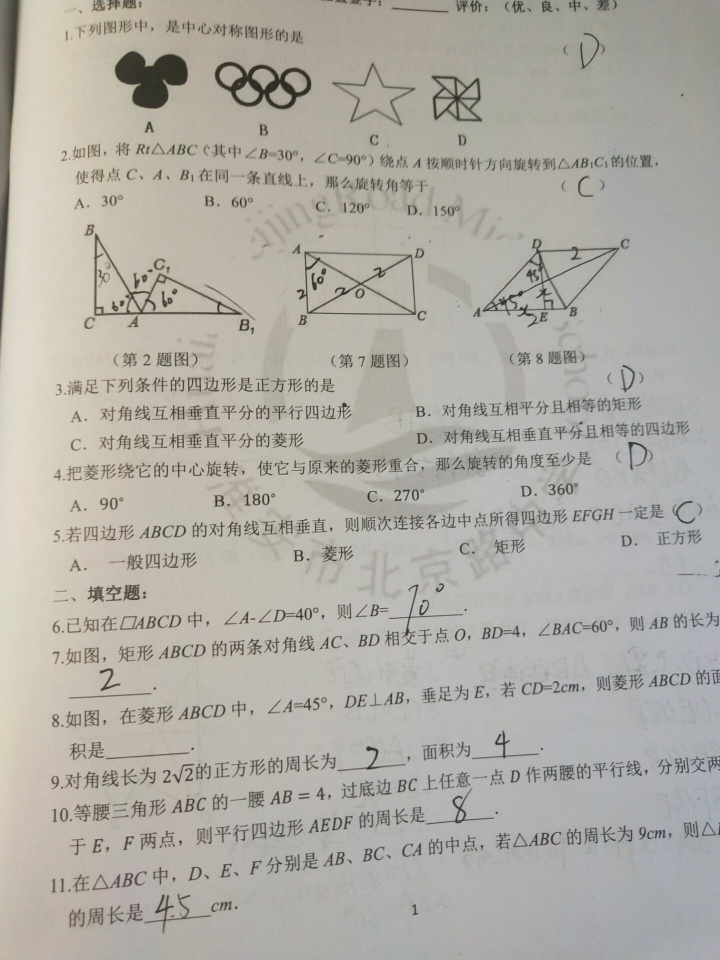 一、选择题：
评价：（优、良、中、差）
1.下列图形中，是中心对称图形的是 （ D ）
A B C D
2.如图，将 Rt△ABC（其中∠B=30°，∠C=90°）绕点 A 按顺时针方向旋转到△AB₁C₁的位置，
使得点 C、A、B₁在同一条直线上，那么旋转角等于 （ C ）
A．30° B．60° C．120° D．150°
B 30° C₁ 60° 60° 60° C A B₁
A 60° D 2 2 2 O B C
D 2 C 45° 45° x x A 2 E B
（第 2 题图） （第 7 题图） （第 8 题图）
3.满足下列条件的四边形是正方形的是 （ D ）
A．对角线互相垂直平分的平行四边形 B．对角线互相平分且相等的矩形
C．对角线互相垂直平分的菱形 D．对角线互相垂直平分且相等的四边形
4.把菱形绕它的中心旋转，使它与原来的菱形重合，那么旋转的角度至少是 （ D ）
A．90° B．180° C．270° D．360°
5.若四边形 ABCD 的对角线互相垂直，则顺次连接各边中点所得四边形 EFGH 一定是（ C ）
A． 一般四边形 B．菱形 C． 矩形 D． 正方形
二、填空题：
6.已知在□ABCD 中，∠A-∠D=40°，则∠B= 70° ．
7.如图，矩形 ABCD 的两条对角线 AC、BD 相交于点 O，BD=4，∠BAC=60°，则 AB 的长为
2 ．
8.如图，在菱形 ABCD 中，∠A=45°，DE⊥AB，垂足为 E，若 CD=2cm，则菱形 ABCD 的面
积是________．
9.对角线长为 2√2的正方形的周长为 2 ，面积为 4 ．
10.等腰三角形 ABC 的一腰 AB = 4，过底边 BC 上任意一点 D 作两腰的平行线，分别交两
于 E，F 两点，则平行四边形 AEDF 的周长是 8 ．
11.在△ABC 中，D、E、F 分别是 AB、BC、CA 的中点，若△ABC 的周长为 9cm，则△
的周长是 4.5 cm．
1